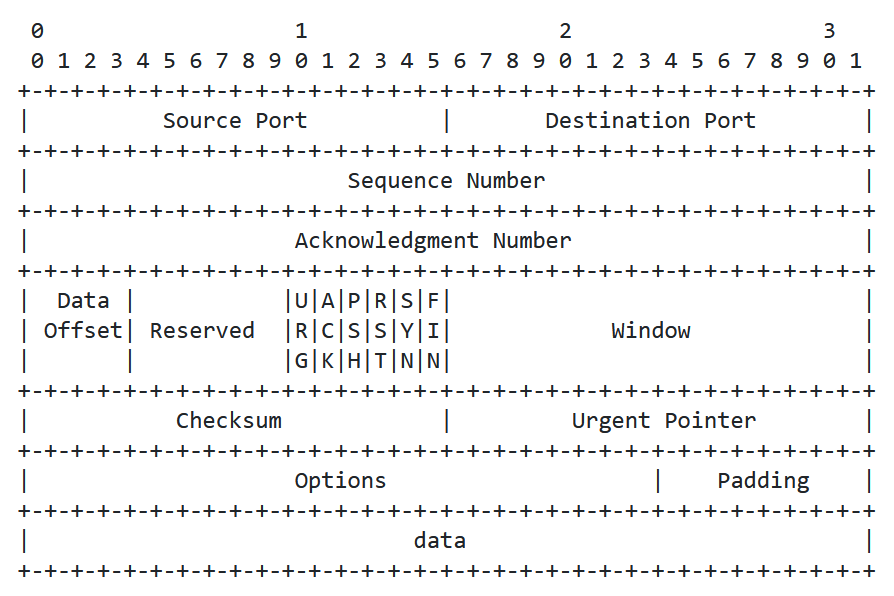 0                   1                   2                   3
 0 1 2 3 4 5 6 7 8 9 0 1 2 3 4 5 6 7 8 9 0 1 2 3 4 5 6 7 8 9 0 1
+-+-+-+-+-+-+-+-+-+-+-+-+-+-+-+-+-+-+-+-+-+-+-+-+-+-+-+-+-+-+-+-+
|          Source Port          |       Destination Port        |
+-+-+-+-+-+-+-+-+-+-+-+-+-+-+-+-+-+-+-+-+-+-+-+-+-+-+-+-+-+-+-+-+
|                        Sequence Number                        |
+-+-+-+-+-+-+-+-+-+-+-+-+-+-+-+-+-+-+-+-+-+-+-+-+-+-+-+-+-+-+-+-+
|                    Acknowledgment Number                      |
+-+-+-+-+-+-+-+-+-+-+-+-+-+-+-+-+-+-+-+-+-+-+-+-+-+-+-+-+-+-+-+-+
|  Data |           |U|A|P|R|S|F|                               |
| Offset| Reserved  |R|C|S|S|Y|I|            Window             |
|       |           |G|K|H|T|N|N|                               |
+-+-+-+-+-+-+-+-+-+-+-+-+-+-+-+-+-+-+-+-+-+-+-+-+-+-+-+-+-+-+-+-+
|           Checksum            |         Urgent Pointer        |
+-+-+-+-+-+-+-+-+-+-+-+-+-+-+-+-+-+-+-+-+-+-+-+-+-+-+-+-+-+-+-+-+
|                    Options                    |    Padding    |
+-+-+-+-+-+-+-+-+-+-+-+-+-+-+-+-+-+-+-+-+-+-+-+-+-+-+-+-+-+-+-+-+
|                             data                              |
+-+-+-+-+-+-+-+-+-+-+-+-+-+-+-+-+-+-+-+-+-+-+-+-+-+-+-+-+-+-+-+-+